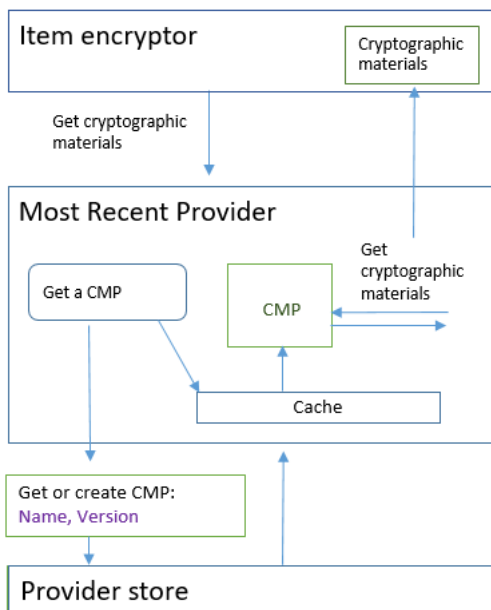 Item encryptor
Cryptographic
materials
Get cryptographic
materials
Most Recent Provider
Get
cryptographic
materials
Get a CMP
CMP
Cache
Get or create CMP:
Name, Version
Provider store